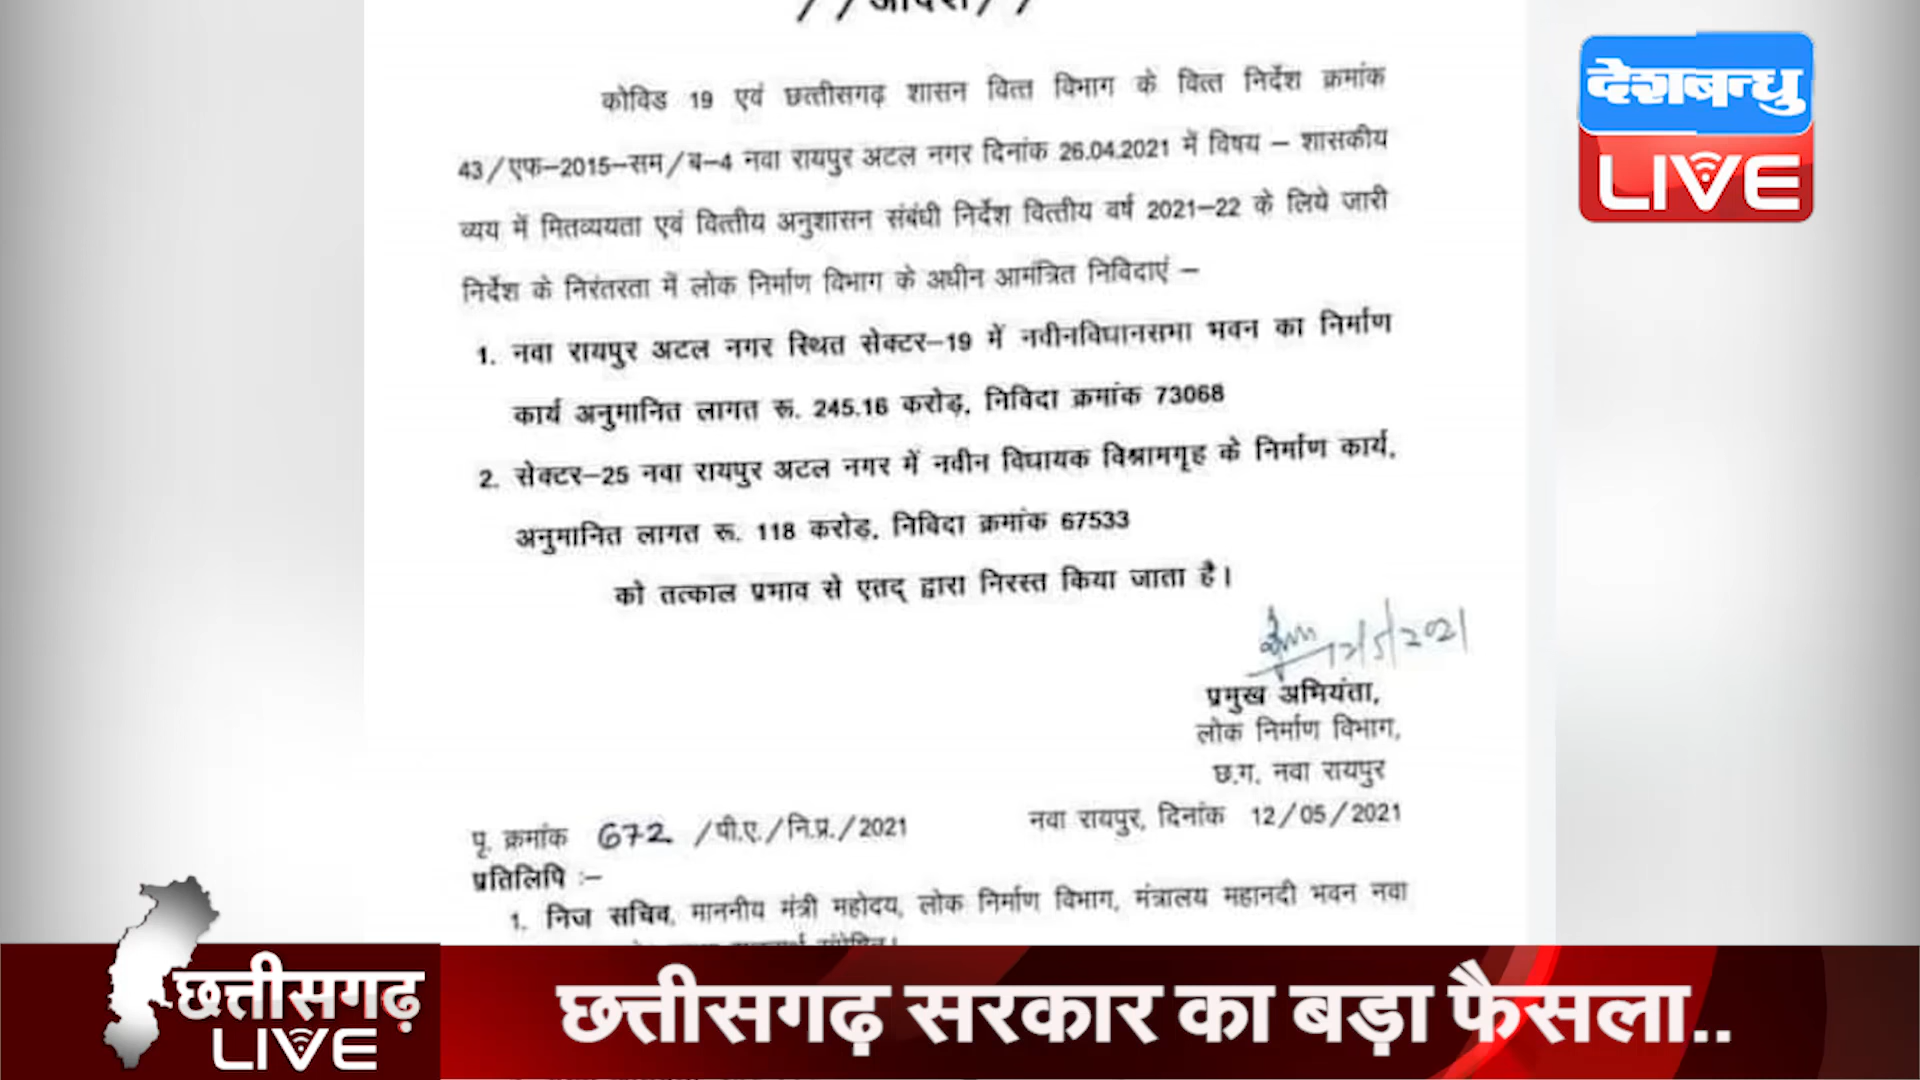 //आदेश//
कोविड 19 एवं छत्तीसगढ़ शासन वित्त विभाग के वित्त निर्देश क्रमांक
43/एफ-2015-सम/ब-4 नवा रायपुर अटल नगर दिनांक 26.04.2021 में विषय – शासकीय
व्यय में मितव्ययता एवं वित्तीय अनुशासन संबंधी निर्देश वित्तीय वर्ष 2021-22 के लिये जारी
निर्देश के निरंतरता में लोक निर्माण विभाग के अधीन आमंत्रित निविदाएं –
1. नवा रायपुर अटल नगर स्थित सेक्टर-19 में नवीनविधानसभा भवन का निर्माण
कार्य अनुमानित लागत रू. 245.16 करोड़, निविदा क्रमांक 73068
2. सेक्टर-25 नवा रायपुर अटल नगर में नवीन विधायक विश्रामगृह के निर्माण कार्य,
अनुमानित लागत रू. 118 करोड़, निविदा क्रमांक 67533
को तत्काल प्रभाव से एतद् द्वारा निरस्त किया जाता है।
12/5/2021
प्रमुख अभियंता,
लोक निर्माण विभाग,
छ.ग. नवा रायपुर
पृ. क्रमांक 672 /पी.ए./नि.प्र./2021 नवा रायपुर, दिनांक 12/05/2021
प्रतिलिपि :–
1. निज सचिव, माननीय मंत्री महोदय, लोक निर्माण विभाग, मंत्रालय महानदी भवन नवा
देशबन्धु
LIVE
छत्तीसगढ़
LIVE
छत्तीसगढ़ सरकार का बड़ा फैसला..